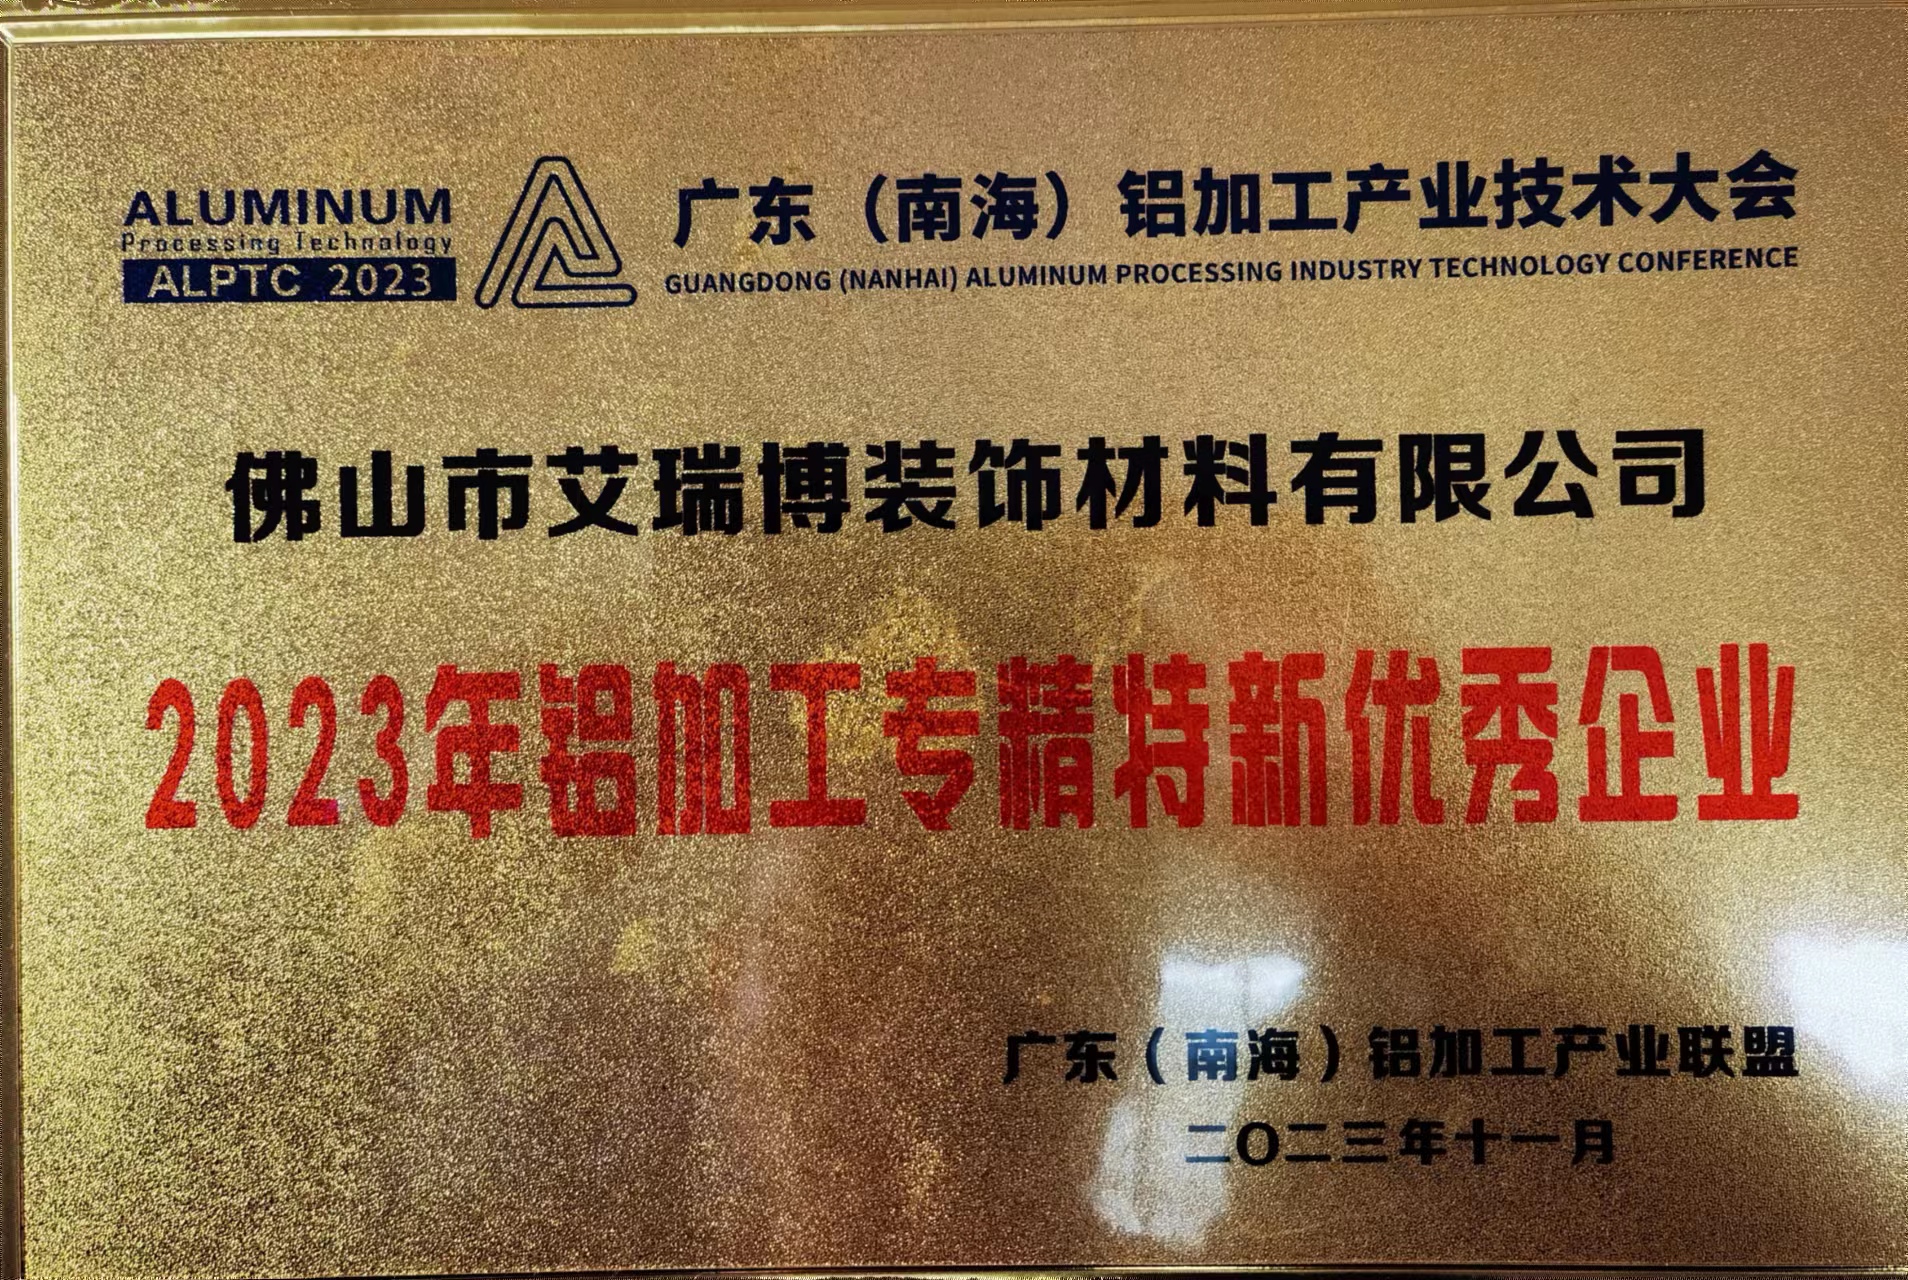 ALUMINUM
Processing Technology
ALPTC 2023
广东（南海）铝加工产业技术大会
GUANGDONG (NANHAI) ALUMINUM PROCESSING INDUSTRY TECHNOLOGY CONFERENCE
佛山市艾瑞博装饰材料有限公司
2023年铝加工专精特新优秀企业
广东（南海）铝加工产业联盟
二〇二三年十一月